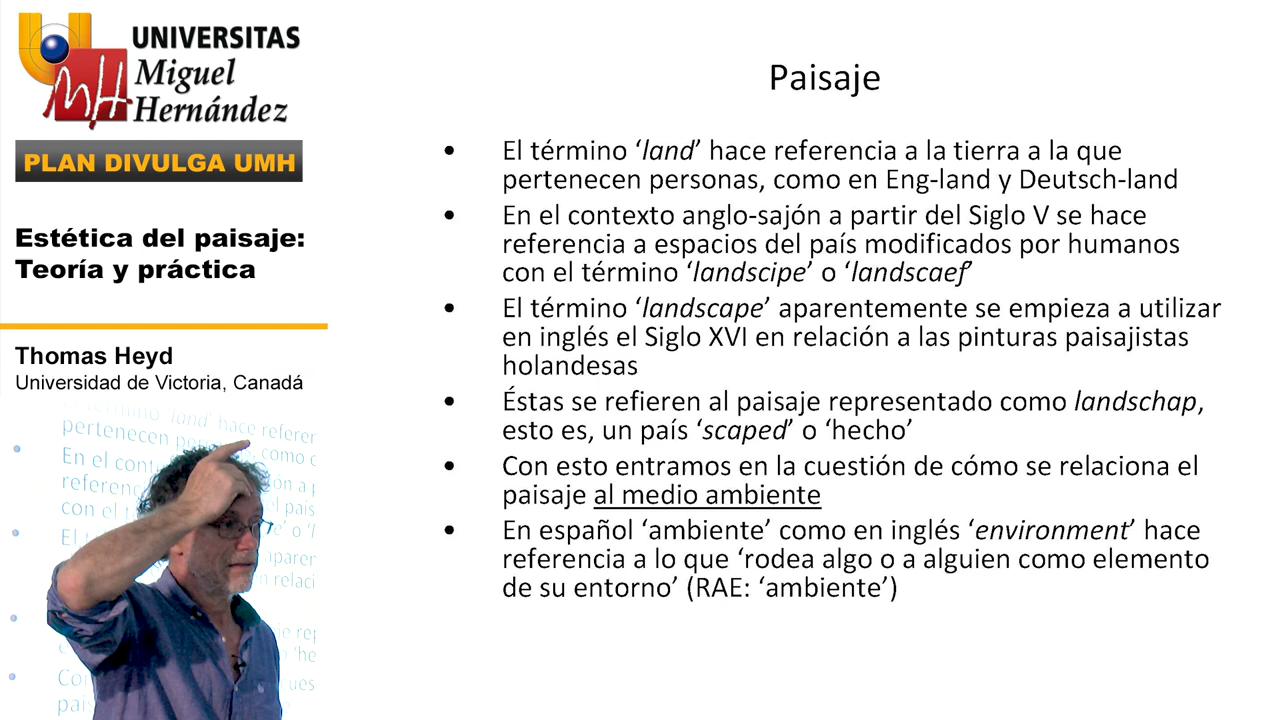 UNIVERSITAS
Miguel
Hernández
PLAN DIVULGA UMH
Estética del paisaje:
Teoría y práctica
Thomas Heyd
Universidad de Victoria, Canadá
Paisaje
• El término ‘land’ hace referencia a la tierra a la que
pertenecen personas, como en Eng-land y Deutsch-land
• En el contexto anglo-sajón a partir del Siglo V se hace
referencia a espacios del país modificados por humanos
con el término ‘landscipe’ o ‘landscaef’
• El término ‘landscape’ aparentemente se empieza a utilizar
en inglés el Siglo XVI en relación a las pinturas paisajistas
holandesas
• Éstas se refieren al paisaje representado como landschap,
esto es, un país ‘scaped’ o ‘hecho’
• Con esto entramos en la cuestión de cómo se relaciona el
paisaje al medio ambiente
• En español ‘ambiente’ como en inglés ‘environment’ hace
referencia a lo que ‘rodea algo o a alguien como elemento
de su entorno’ (RAE: ‘ambiente’)